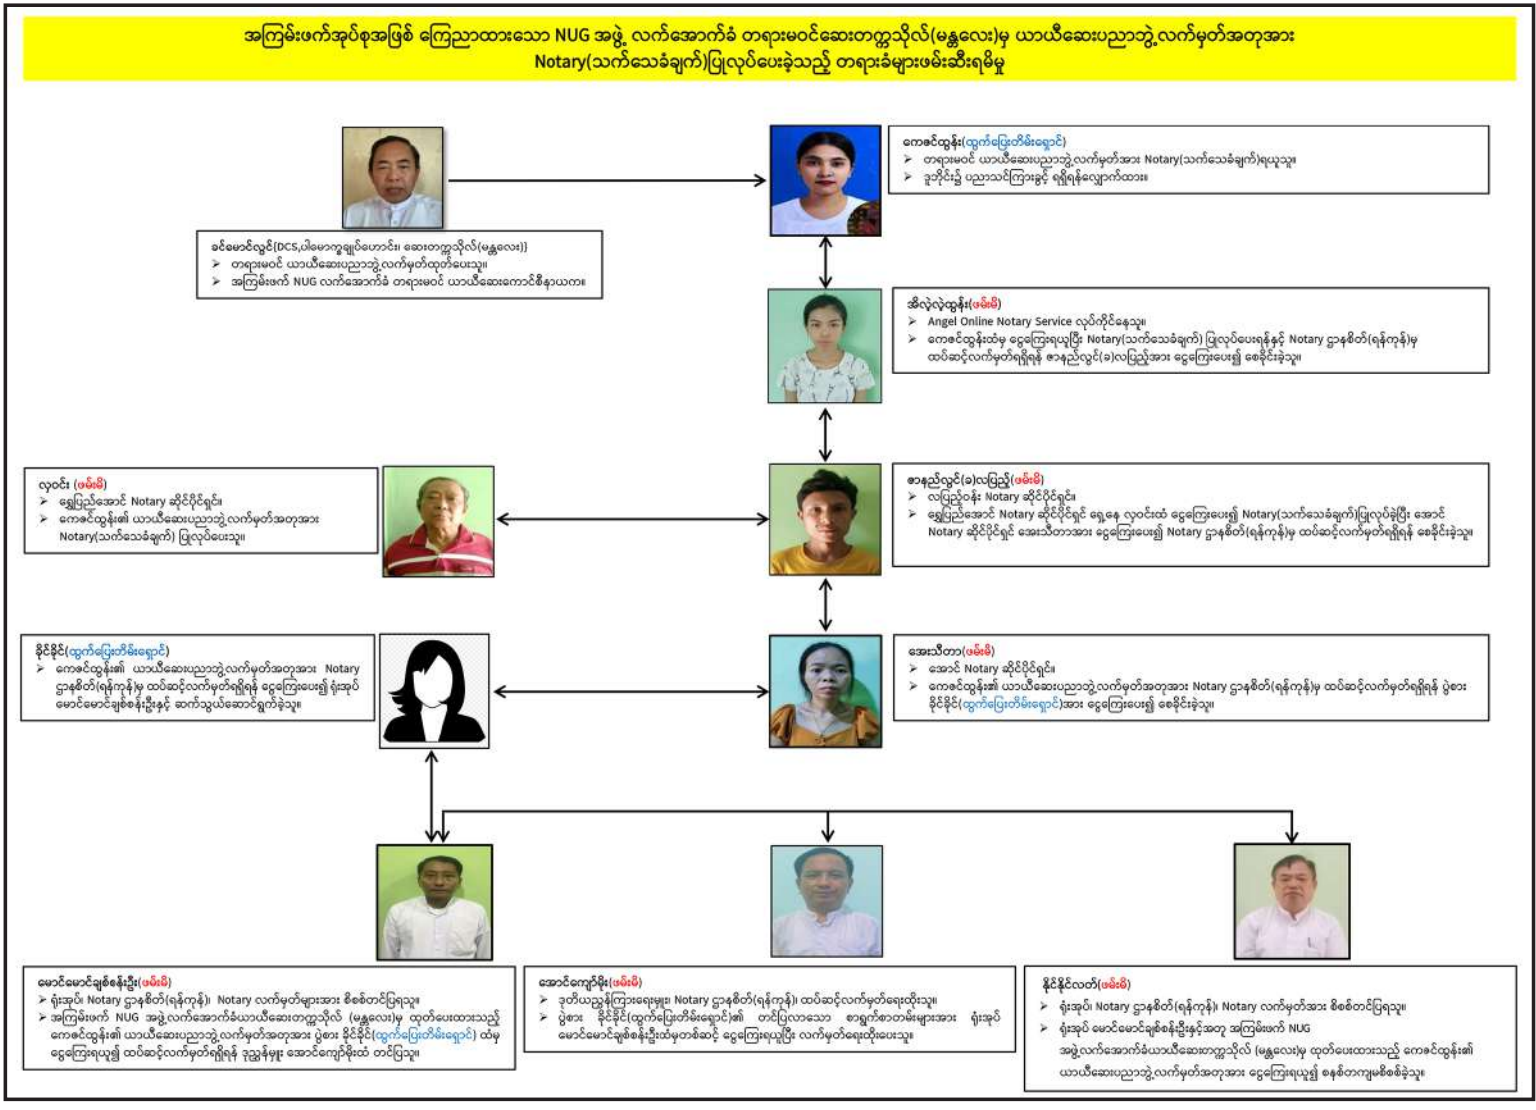 အကြမ်းဖက်အုပ်စုအဖြစ် ကြေညာထားသော NUG အဖွဲ့ လက်အောက်ခံ တရားမဝင်ဆေးတက္ကသိုလ်(မန္တလေး)မှ ယာယီဆေးပညာဘွဲ့လက်မှတ်အတုအား
Notary(သက်သေခံချက်)ပြုလုပ်ပေးခဲ့သည့် တရားခံများဖမ်းဆီးရမိမှု
ကေဇင်ထွန်း(ထွက်ပြေးတိမ်းရှောင်)
➢ တရားမဝင် ယာယီဆေးပညာဘွဲ့လက်မှတ်အား Notary(သက်သေခံချက်)ရယူသူ။
➢ ဒူဘိုင်း၌ ပညာသင်ကြားခွင့် ရရှိရန်လျှောက်ထား။
ခင်မောင်လွင်{DCS,ပါမောက္ခချုပ်ဟောင်း၊ ဆေးတက္ကသိုလ်(မန္တလေး)}
➢ တရားမဝင် ယာယီဆေးပညာဘွဲ့လက်မှတ်ထုတ်ပေးသူ။
➢ အကြမ်းဖက် NUG လက်အောက်ခံ တရားမဝင် ယာယီဆေးကောင်စီနာယက။
အိလဲ့လဲ့ထွန်း(ဖမ်းမိ)
➢ Angel Online Notary Service လုပ်ကိုင်နေသူ။
➢ ကေဇင်ထွန်းထံမှ ငွေကြေးရယူပြီး Notary(သက်သေခံချက်) ပြုလုပ်ပေးရန်နှင့် Notary ဌာနစိတ်(ရန်ကုန်)မှ
ထပ်ဆင့်လက်မှတ်ရရှိရန် ဇာနည်လွင်(ခ)လပြည့်အား ငွေကြေးပေး၍ စေခိုင်းခဲ့သူ။
လှဝင်း (ဖမ်းမိ)
➢ ရွှေပြည်အောင် Notary ဆိုင်ပိုင်ရှင်။
➢ ကေဇင်ထွန်း၏ ယာယီဆေးပညာဘွဲ့လက်မှတ်အတုအား
Notary(သက်သေခံချက်) ပြုလုပ်ပေးသူ။
ဇာနည်လွင်(ခ)လပြည့်(ဖမ်းမိ)
➢ လပြည့်ဝန်း Notary ဆိုင်ပိုင်ရှင်။
➢ ရွှေပြည်အောင် Notary ဆိုင်ပိုင်ရှင် ရှေ့နေ လှဝင်းထံ ငွေကြေးပေး၍ Notary(သက်သေခံချက်)ပြုလုပ်ခဲ့ပြီး အောင်
Notary ဆိုင်ပိုင်ရှင် အေးသီတာအား ငွေကြေးပေး၍ Notary ဌာနစိတ်(ရန်ကုန်)မှ ထပ်ဆင့်လက်မှတ်ရရှိရန် စေခိုင်းခဲ့သူ။
ခိုင်ခိုင်(ထွက်ပြေးတိမ်းရှောင်)
➢ ကေဇင်ထွန်း၏ ယာယီဆေးပညာဘွဲ့လက်မှတ်အတုအား Notary
ဌာနစိတ်(ရန်ကုန်)မှ ထပ်ဆင့်လက်မှတ်ရရှိရန် ငွေကြေးပေး၍ ရုံးအုပ်
မောင်မောင်ချစ်စန်းဦးနှင့် ဆက်သွယ်ဆောင်ရွက်ခဲ့သူ။
အေးသီတာ(ဖမ်းမိ)
➢ အောင် Notary ဆိုင်ပိုင်ရှင်။
➢ ကေဇင်ထွန်း၏ ယာယီဆေးပညာဘွဲ့လက်မှတ်အတုအား Notary ဌာနစိတ်(ရန်ကုန်)မှ ထပ်ဆင့်လက်မှတ်ရရှိရန် ပွဲစား
ခိုင်ခိုင်(ထွက်ပြေးတိမ်းရှောင်)အား ငွေကြေးပေး၍ စေခိုင်းခဲ့သူ။
မောင်မောင်ချစ်စန်းဦး(ဖမ်းမိ)
➢ ရုံးအုပ်၊ Notary ဌာနစိတ်(ရန်ကုန်)၊ Notary လက်မှတ်များအား စိစစ်တင်ပြရသူ။
➢ အကြမ်းဖက် NUG အဖွဲ့လက်အောက်ခံယာယီဆေးတက္ကသိုလ် (မန္တလေး)မှ ထုတ်ပေးထားသည့်
ကေဇင်ထွန်း၏ ယာယီဆေးပညာဘွဲ့လက်မှတ်အတုအား ပွဲစား ခိုင်ခိုင်(ထွက်ပြေးတိမ်းရှောင်) ထံမှ
ငွေကြေးရယူ၍ ထပ်ဆင့်လက်မှတ်ရရှိရန် ဒုညွှန်မှူး အောင်ကျော်မိုးထံ တင်ပြသူ။
အောင်ကျော်မိုး(ဖမ်းမိ)
➢ ဒုတိယညွှန်ကြားရေးမှူး၊ Notary ဌာနစိတ်(ရန်ကုန်)၊ ထပ်ဆင့်လက်မှတ်ရေးထိုးသူ။
➢ ပွဲစား ခိုင်ခိုင်(ထွက်ပြေးတိမ်းရှောင်)၏ တင်ပြလာသော စာရွက်စာတမ်းများအား ရုံးအုပ်
မောင်မောင်ချစ်စန်းဦးထံမှတစ်ဆင့် ငွေကြေးရယူပြီး လက်မှတ်ရေးထိုးပေးသူ။
နိုင်နိုင်လတ်(ဖမ်းမိ)
➢ ရုံးအုပ်၊ Notary ဌာနစိတ်(ရန်ကုန်)၊ Notary လက်မှတ်အား စိစစ်တင်ပြရသူ။
➢ ရုံးအုပ် မောင်မောင်ချစ်စန်းဦးနှင့်အတူ အကြမ်းဖက် NUG
အဖွဲ့လက်အောက်ခံယာယီဆေးတက္ကသိုလ် (မန္တလေး)မှ ထုတ်ပေးထားသည့် ကေဇင်ထွန်း၏
ယာယီဆေးပညာဘွဲ့လက်မှတ်အတုအား ငွေကြေးရယူ၍ စနစ်တကျမစိစစ်ခဲ့သူ။